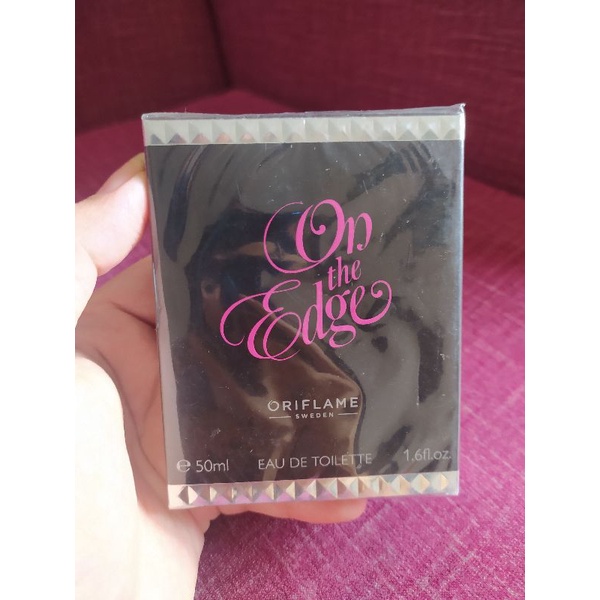 On
the
Edge
ORIFLAME
SWEDEN
℮ 50ml EAU DE TOILETTE 1.6fl.oz.